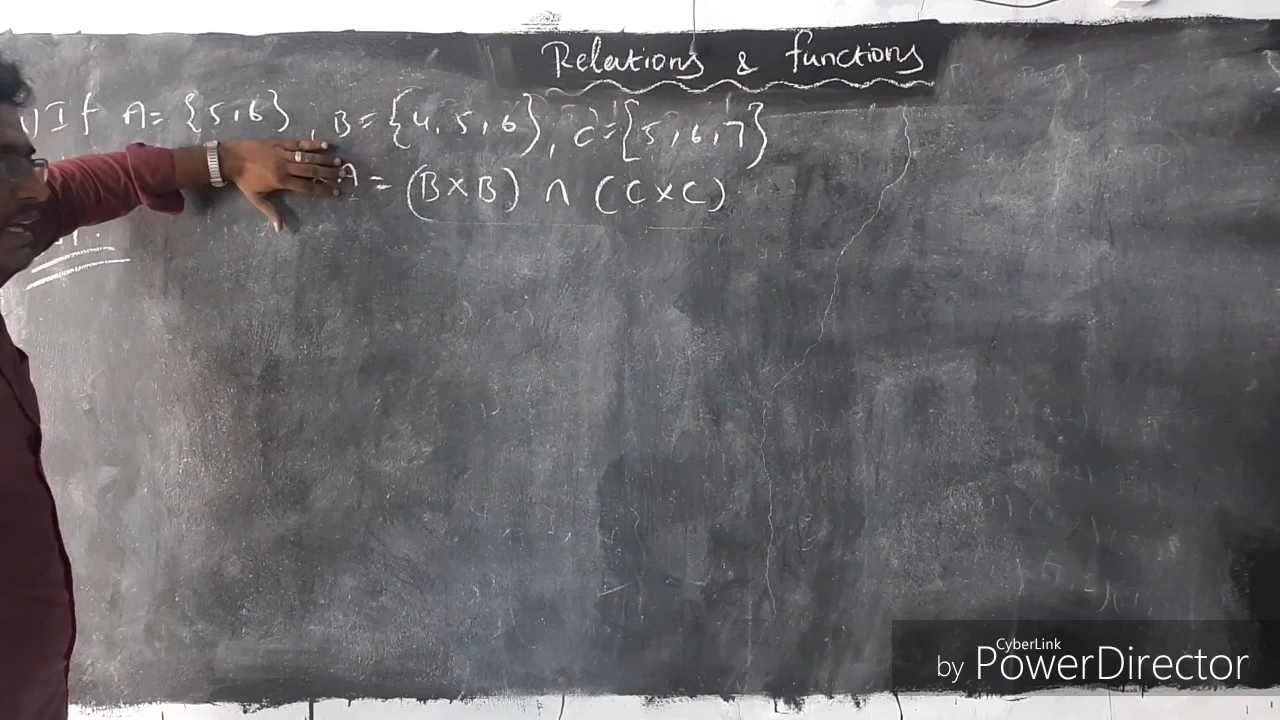 Relations & functions
1) If A = {5,6}, B = {4,5,6}, C = {5,6,7}
A = (B×B) ∩ (C×C)
CyberLink
by PowerDirector